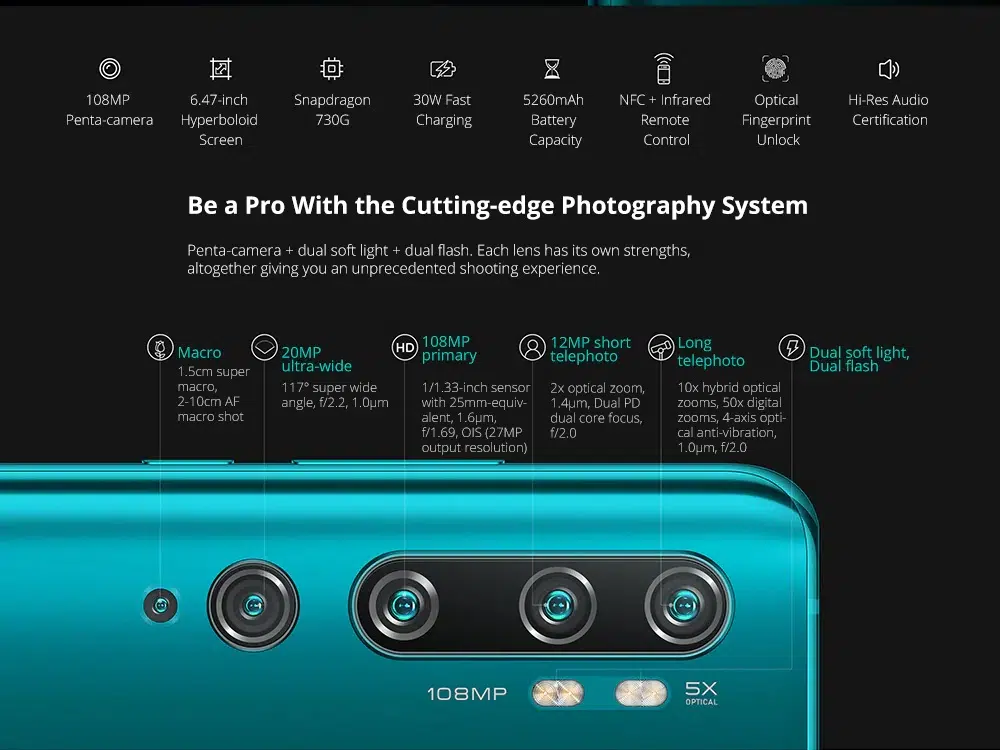 108MP
Penta-camera
6.47-inch
Hyperboloid
Screen
Snapdragon
730G
30W Fast
Charging
5260mAh
Battery
Capacity
NFC + Infrared
Remote
Control
Optical
Fingerprint
Unlock
Hi-Res Audio
Certification
Be a Pro With the Cutting-edge Photography System
Penta-camera + dual soft light + dual flash. Each lens has its own strengths,
altogether giving you an unprecedented shooting experience.
Macro
1.5cm super
macro,
2-10cm AF
macro shot
20MP
ultra-wide
117° super wide
angle, f/2.2, 1.0μm
HD
108MP
primary
1/1.33-inch sensor
with 25mm-equiv-
alent, 1.6μm,
f/1.69, OIS (27MP
output resolution)
12MP short
telephoto
2x optical zoom,
1.4μm, Dual PD
dual core focus,
f/2.0
Long
telephoto
10x hybrid optical
zooms, 50x digital
zooms, 4-axis opti-
cal anti-vibration,
1.0μm, f/2.0
Dual soft light,
Dual flash
108MP
5X
OPTICAL